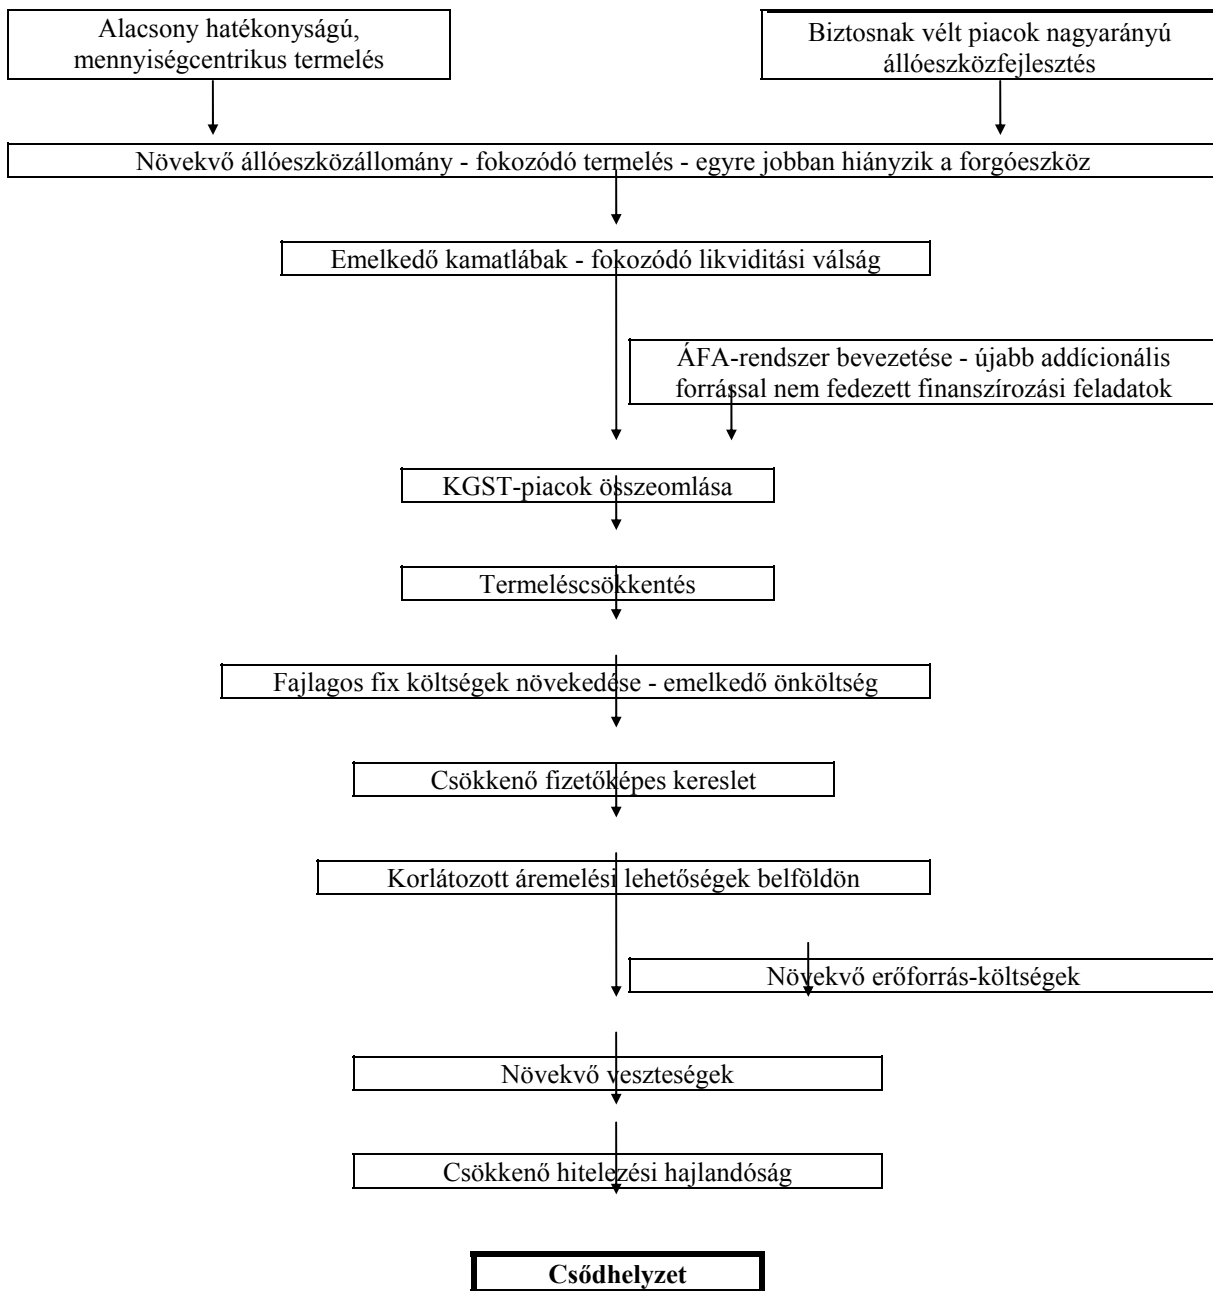 Alacsony hatékonyságú,
mennyiségcentrikus termelés
Biztosnak vélt piacok nagyarányú
állóeszközfejlesztés
Növekvő állóeszközállomány - fokozódó termelés - egyre jobban hiányzik a forgóeszköz
Emelkedő kamatlábak - fokozódó likviditási válság
ÁFA-rendszer bevezetése - újabb addícionális
forrással nem fedezett finanszírozási feladatok
KGST-piacok összeomlása
Termeléscsökkentés
Fajlagos fix költségek növekedése - emelkedő önköltség
Csökkenő fizetőképes kereslet
Korlátozott áremelési lehetőségek belföldön
Növekvő erőforrás-költségek
Növekvő veszteségek
Csökkenő hitelezési hajlandóság
Csődhelyzet